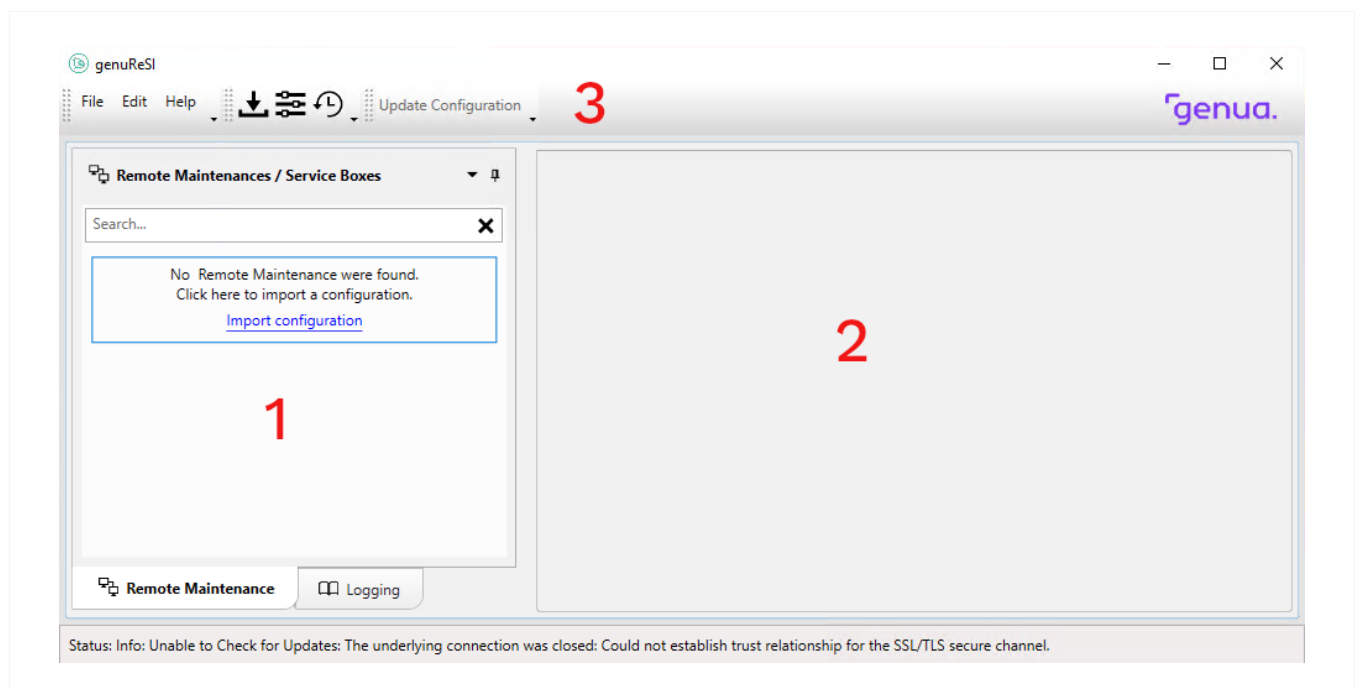 genuReSI
File Edit Help Update Configuration 3 genua.
Remote Maintenances / Service Boxes
Search...
No Remote Maintenance were found.
Click here to import a configuration.
Import configuration
1
2
Remote Maintenance Logging
Status: Info: Unable to Check for Updates: The underlying connection was closed: Could not establish trust relationship for the SSL/TLS secure channel.